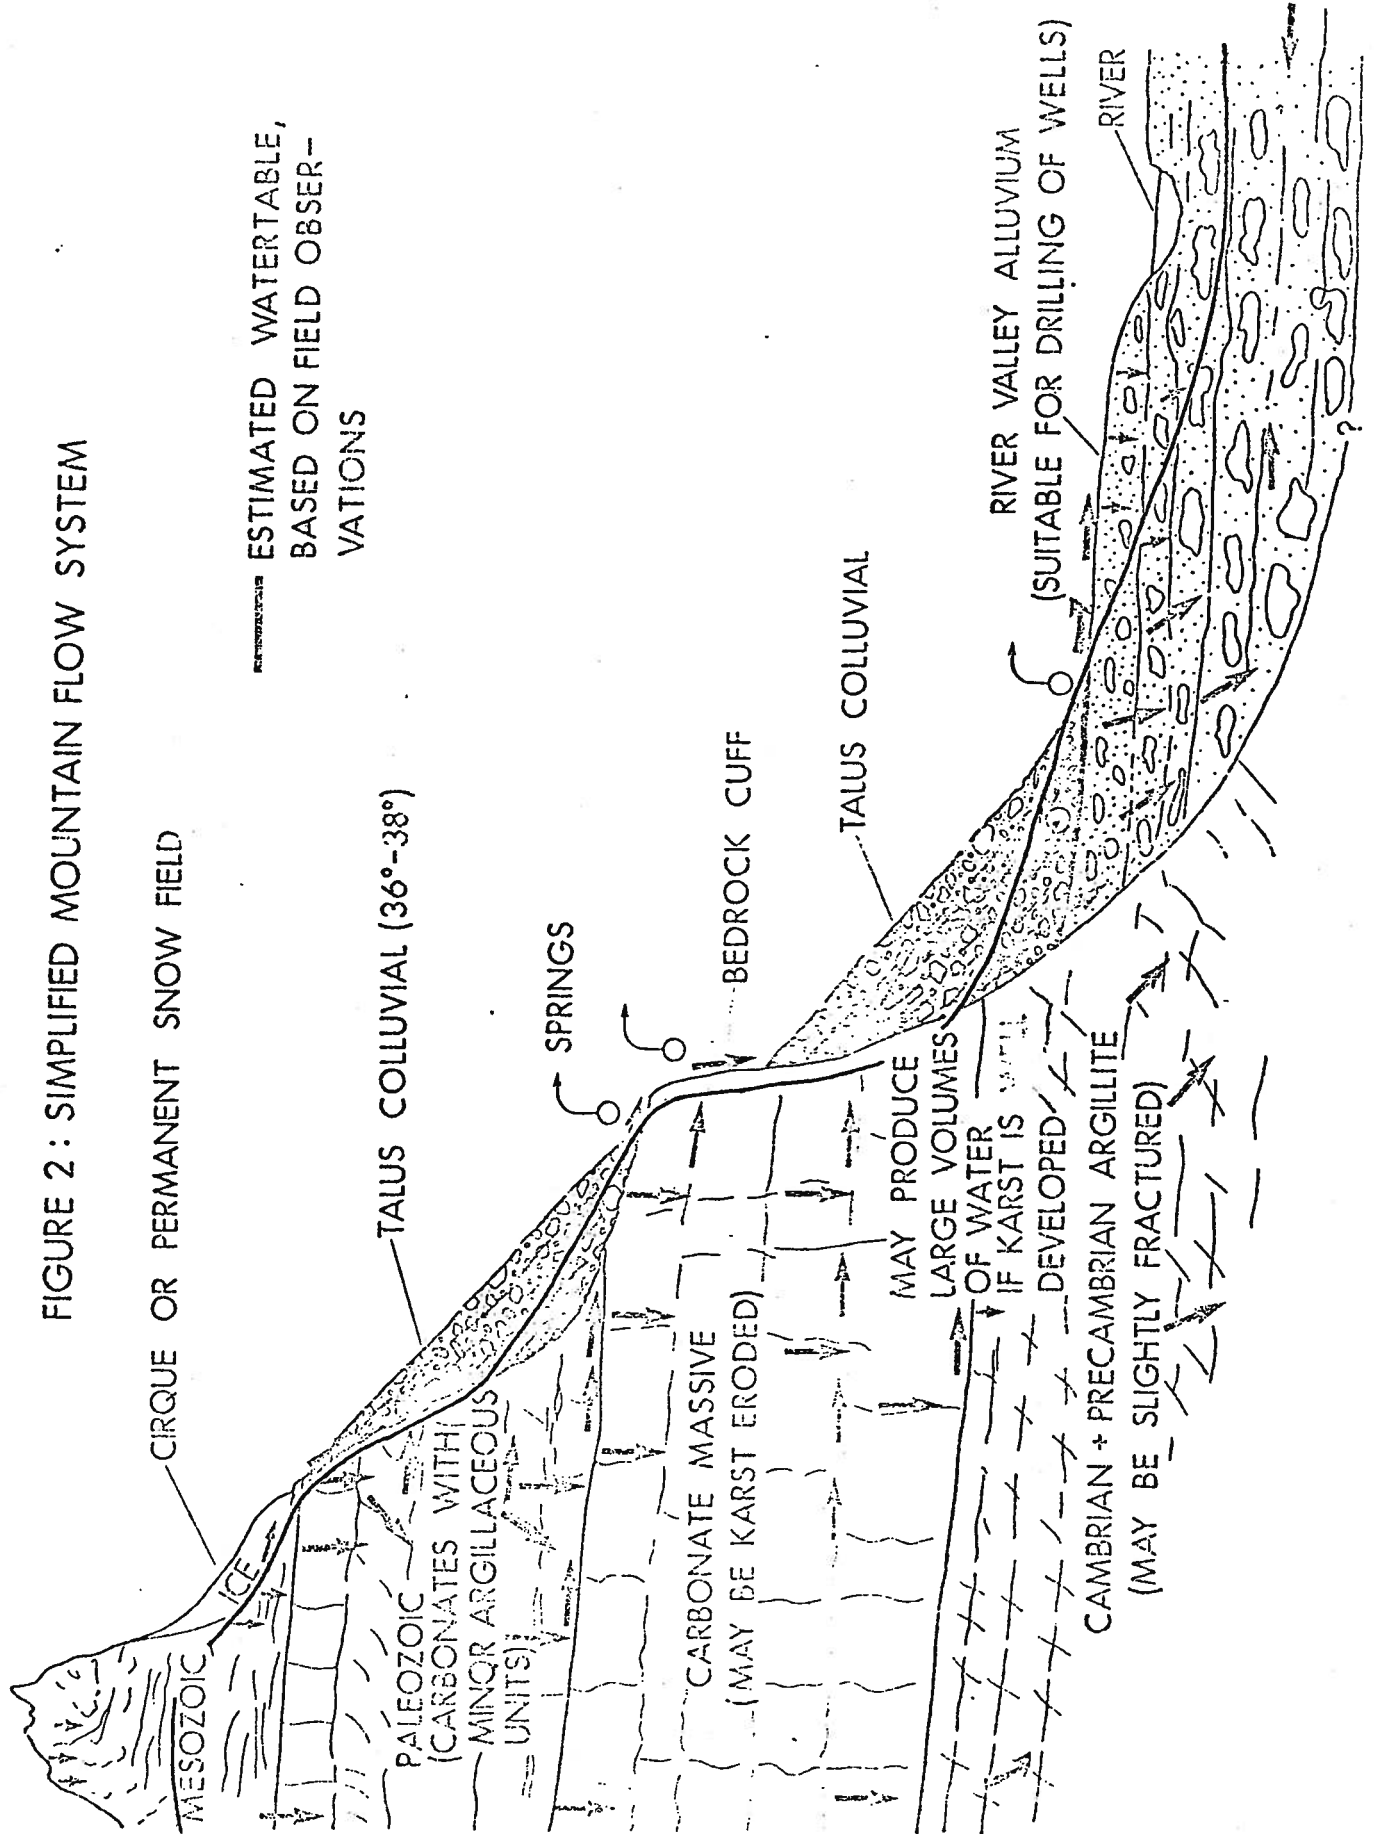 FIGURE 2 : SIMPLIFIED MOUNTAIN FLOW SYSTEM
CIRQUE OR PERMANENT SNOW FIELD
ESTIMATED WATERTABLE,
BASED ON FIELD OBSER-
VATIONS
ICE
MESOZOIC
TALUS COLLUVIAL (36°-38°)
PALEOZOIC
(CARBONATES WITH
MINOR ARGILLACEOUS
UNITS)
SPRINGS
BEDROCK CUFF
CARBONATE MASSIVE
(MAY BE KARST ERODED)
TALUS COLLUVIAL
MAY PRODUCE
LARGE VOLUMES
OF WATER
IF KARST IS WELL
DEVELOPED
RIVER VALLEY ALLUVIUM
(SUITABLE FOR DRILLING OF WELLS)
RIVER
CAMBRIAN + PRECAMBRIAN ARGILLITE
(MAY BE SLIGHTLY FRACTURED)
?